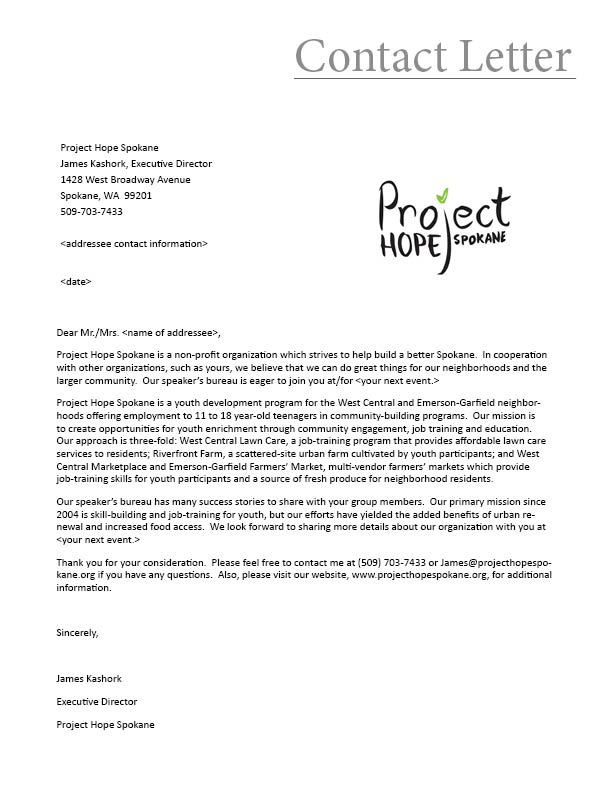 Contact Letter
Project Hope Spokane
James Kashork, Executive Director
1428 West Broadway Avenue
Spokane, WA  99201
509-703-7433
<addressee contact information>
Project
HOPE SPOKANE
<date>
Dear Mr./Mrs. <name of addressee>,
Project Hope Spokane is a non-profit organization which strives to help build a better Spokane.  In cooperation
with other organizations, such as yours, we believe that we can do great things for our neighborhoods and the
larger community.  Our speaker's bureau is eager to join you at/for <your next event.>
Project Hope Spokane is a youth development program for the West Central and Emerson-Garfield neighbor-
hoods offering employment to 11 to 18 year-old teenagers in community-building programs.  Our mission is
to create opportunities for youth enrichment through community engagement, job training and education.
Our approach is three-fold: West Central Lawn Care, a job-training program that provides affordable lawn care
services to residents; Riverfront Farm, a scattered-site urban farm cultivated by youth participants; and West
Central Marketplace and Emerson-Garfield Farmers' Market, multi-vendor farmers' markets which provide
job-training skills for youth participants and a source of fresh produce for neighborhood residents.
Our speaker's bureau has many success stories to share with your group members.  Our primary mission since
2004 is skill-building and job-training for youth, but our efforts have yielded the added benefits of urban re-
newal and increased food access.  We look forward to sharing more details about our organization with you at
<your next event.>
Thank you for your consideration.  Please feel free to contact me at (509) 703-7433 or James@projecthopespo-
kane.org if you have any questions.  Also, please visit our website, www.projecthopespokane.org, for additional
information.
Sincerely,
James Kashork
Executive Director
Project Hope Spokane